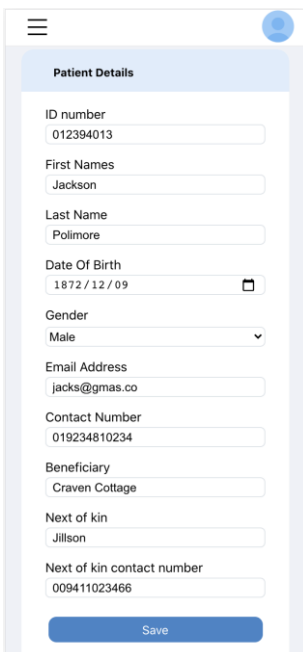 Patient Details
ID number
012394013
First Names
Jackson
Last Name
Polimore
Date Of Birth
1872/12/09
Gender
Male
Email Address
jacks@gmas.co
Contact Number
019234810234
Beneficiary
Craven Cottage
Next of kin
Jillson
Next of kin contact number
009411023466
Save